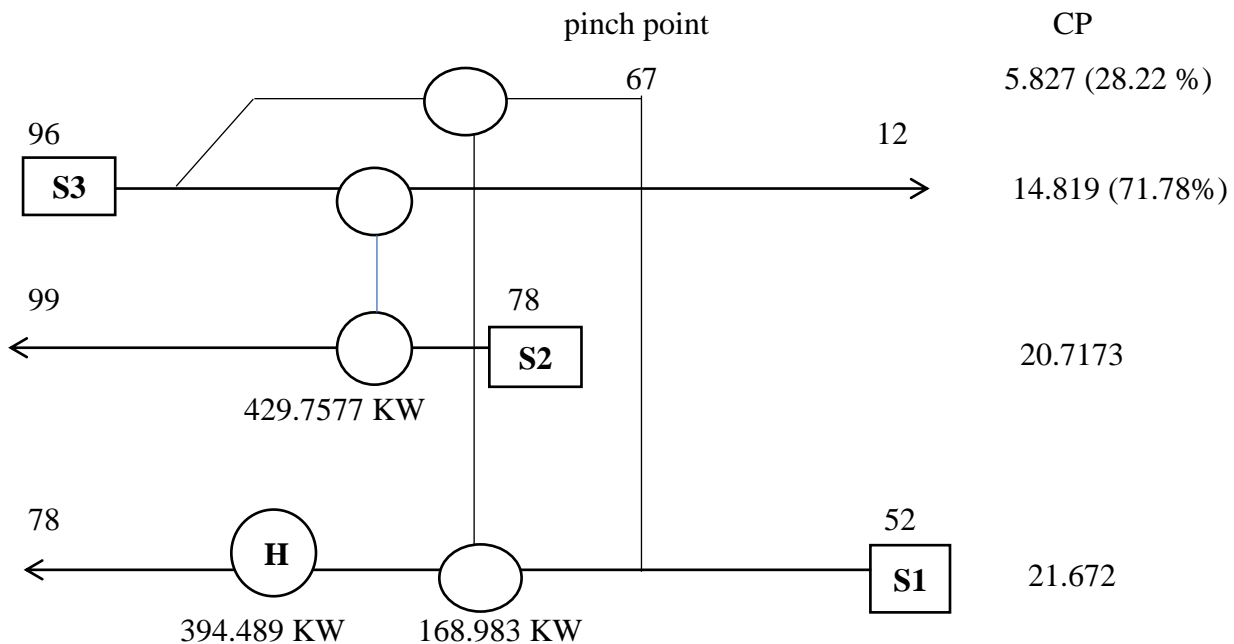 pinch point CP
67 5.827 (28.22 %)
96 12
S3 14.819 (71.78%)
99 78
S2 20.7173
429.7577 KW
78 52
H S1 21.672
394.489 KW 168.983 KW